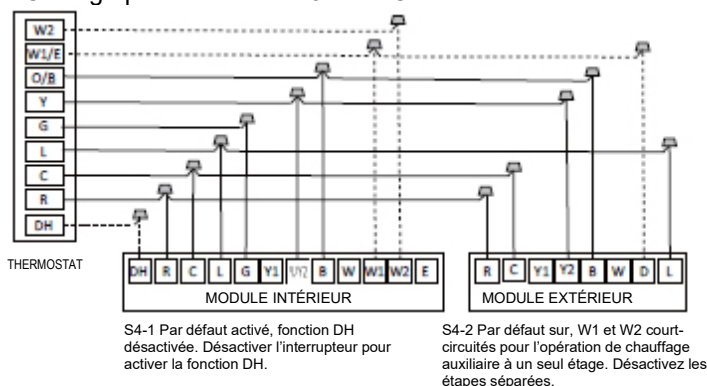 W2
W1/E
O/B
Y
G
L
C
R
DH
THERMOSTAT
DH R C L G Y1 Y2 B W W1 W2 E
MODULE INTÉRIEUR
R C Y1 Y2 B W D L
MODULE EXTÉRIEUR
S4-1 Par défaut activé, fonction DH
désactivée. Désactiver l'interrupteur pour
activer la fonction DH.
S4-2 Par défaut sur, W1 et W2 court-
circuités pour l'opération de chauffage
auxiliaire à un seul étage. Désactivez les
étapes séparées.